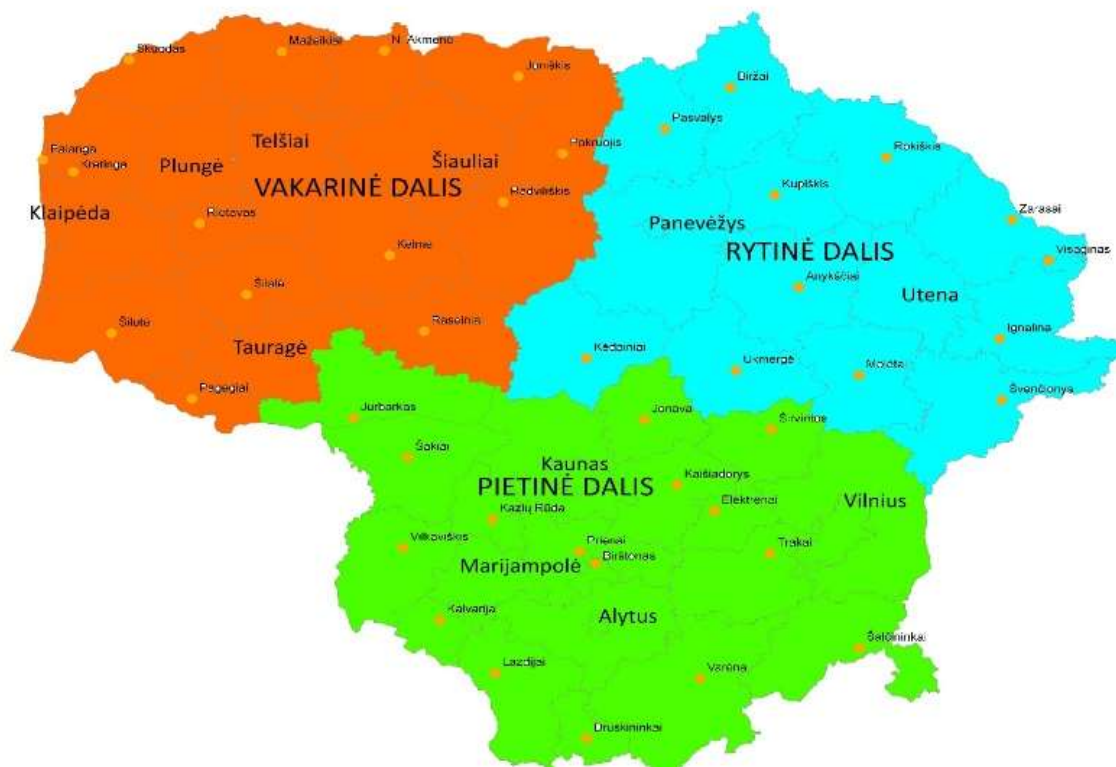 Skuodas
Mažeikiai
N. Akmenė
Joniškis
Biržai
Pasvalys
Palanga
Kretinga
Plungė
Telšiai
Šiauliai
Pakruojis
Rokiškis
VAKARINĖ DALIS
Radviliškis
Kupiškis
Klaipėda
Rietavas
Panevėžys
Zarasai
Kelmė
RYTINĖ DALIS
Visaginas
Šilalė
Anykščiai
Utena
Šilutė
Tauragė
Raseiniai
Kėdainiai
Ukmergė
Molėtai
Ignalina
Pagėgiai
Švenčionys
Jurbarkas
Jonava
Širvintos
Šakiai
Kaunas
PIETINĖ DALIS
Kaišiadorys
Elektrėnai
Vilnius
Kazlų Rūda
Vilkaviškis
Prienai
Birštonas
Trakai
Marijampolė
Kalvarija
Alytus
Šalčininkai
Lazdijai
Varėna
Druskininkai